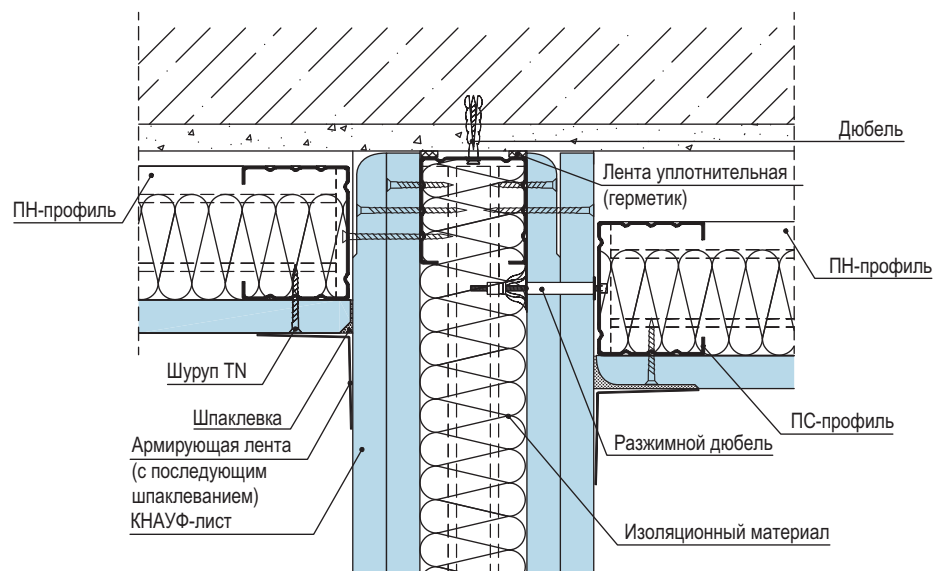 Дюбель
Лента уплотнительная
(герметик)
ПН-профиль
ПН-профиль
Шуруп TN
Шпаклевка
Армирующая лента
(с последующим
шпаклеванием)
КНАУФ-лист
ПС-профиль
Разжимной дюбель
Изоляционный материал